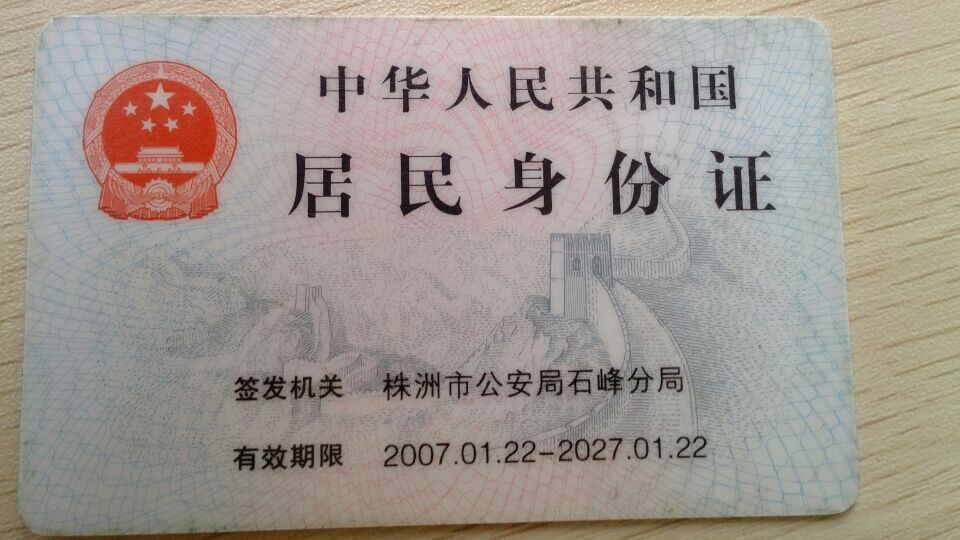 中华人民共和国
居民身份证
签发机关 株洲市公安局石峰分局
有效期限 2007.01.22-2027.01.22